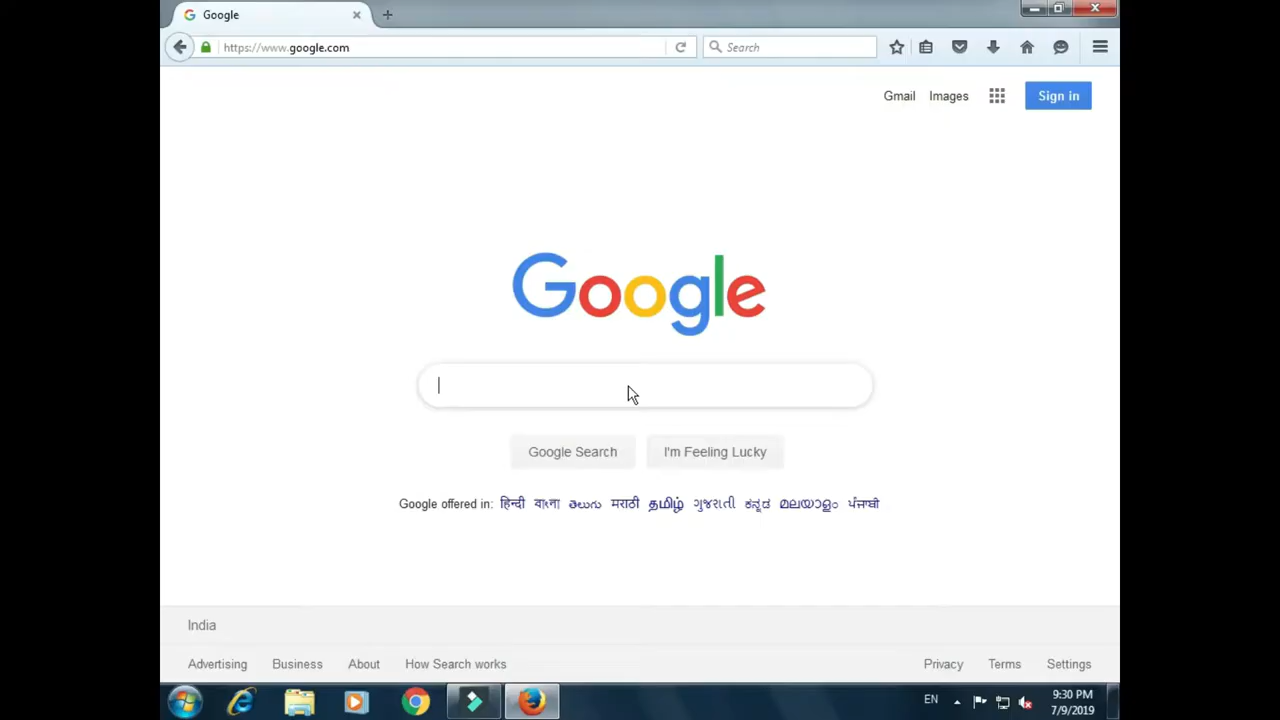 Google
https://www.google.com
Search
Gmail Images Sign in
Google
Google Search I'm Feeling Lucky
Google offered in: हिन्दी বাংলা తెలుగు मराठी தமிழ் ગુજરાતી ಕನ್ನಡ മലയാളം ਪੰਜਾਬੀ
India
Advertising Business About How Search works Privacy Terms Settings
EN 9:30 PM
7/9/2019